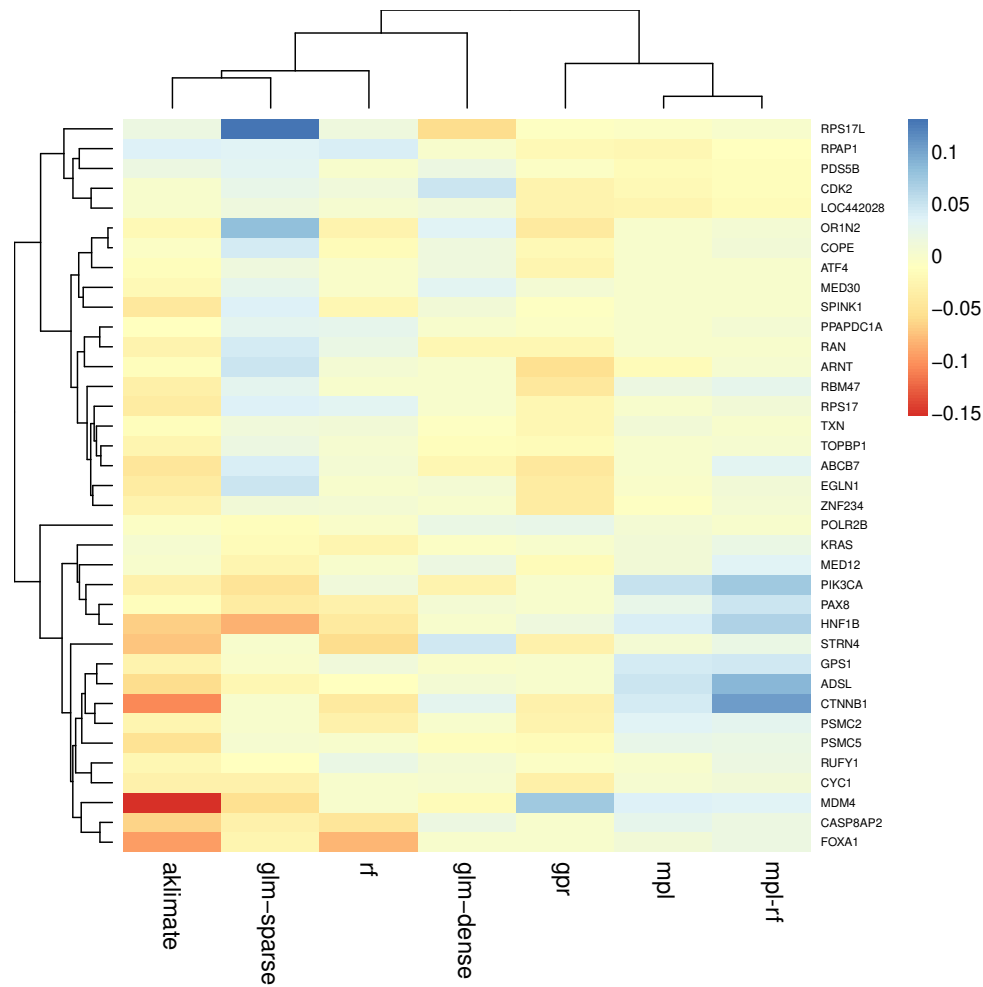 RPS17L
RPAP1
PDS5B
CDK2
LOC442028
OR1N2
COPE
ATF4
MED30
SPINK1
PPAPDC1A
RAN
ARNT
RBM47
RPS17
TXN
TOPBP1
ABCB7
EGLN1
ZNF234
POLR2B
KRAS
MED12
PIK3CA
PAX8
HNF1B
STRN4
GPS1
ADSL
CTNNB1
PSMC2
PSMC5
RUFY1
CYC1
MDM4
CASP8AP2
FOXA1
0.1
0.05
0
−0.05
−0.1
−0.15
aklimate
glm−sparse
rf
glm−dense
gpr
mpl
mpl-rf